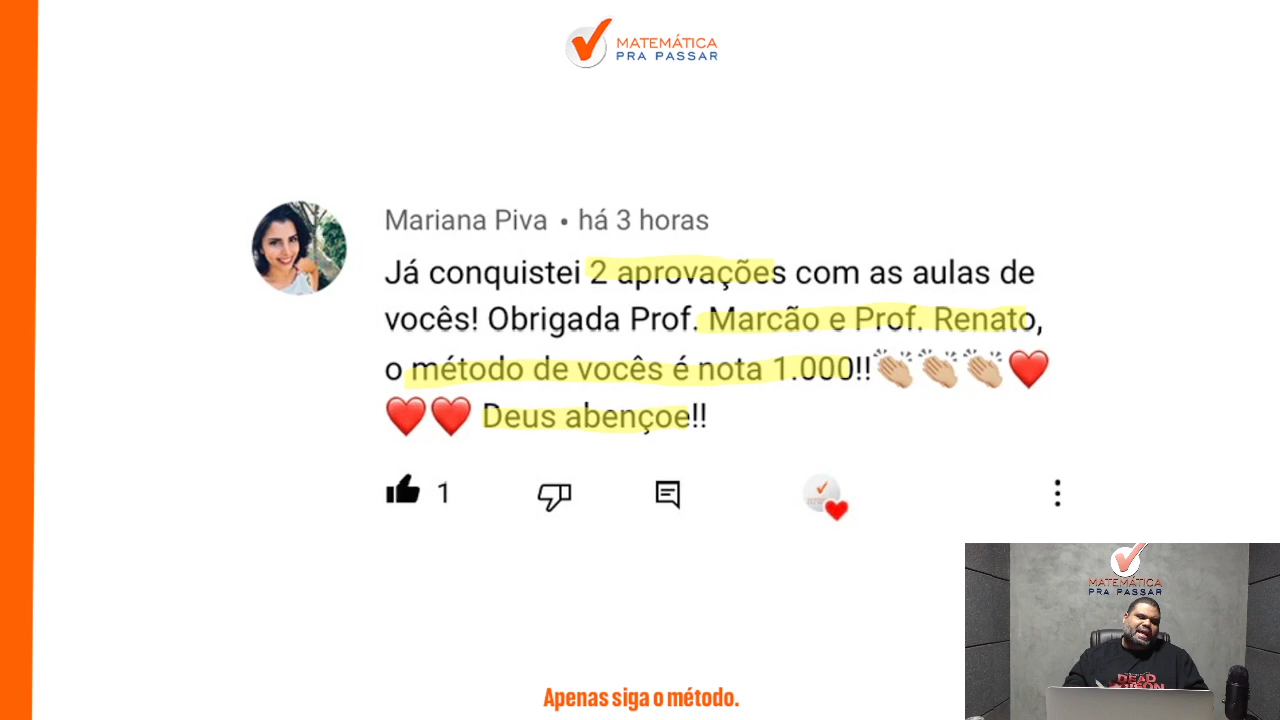 MATEMÁTICA
PRA PASSAR
Mariana Piva • há 3 horas
Já conquistei 2 aprovações com as aulas de
vocês! Obrigada Prof. Marcão e Prof. Renato,
o método de vocês é nota 1.000!!👏🏼👏🏼👏🏼❤️
❤️❤️ Deus abençoe!!
1
MATEMÁTICA
PRA PASSAR
DEAD
Apenas siga o método.